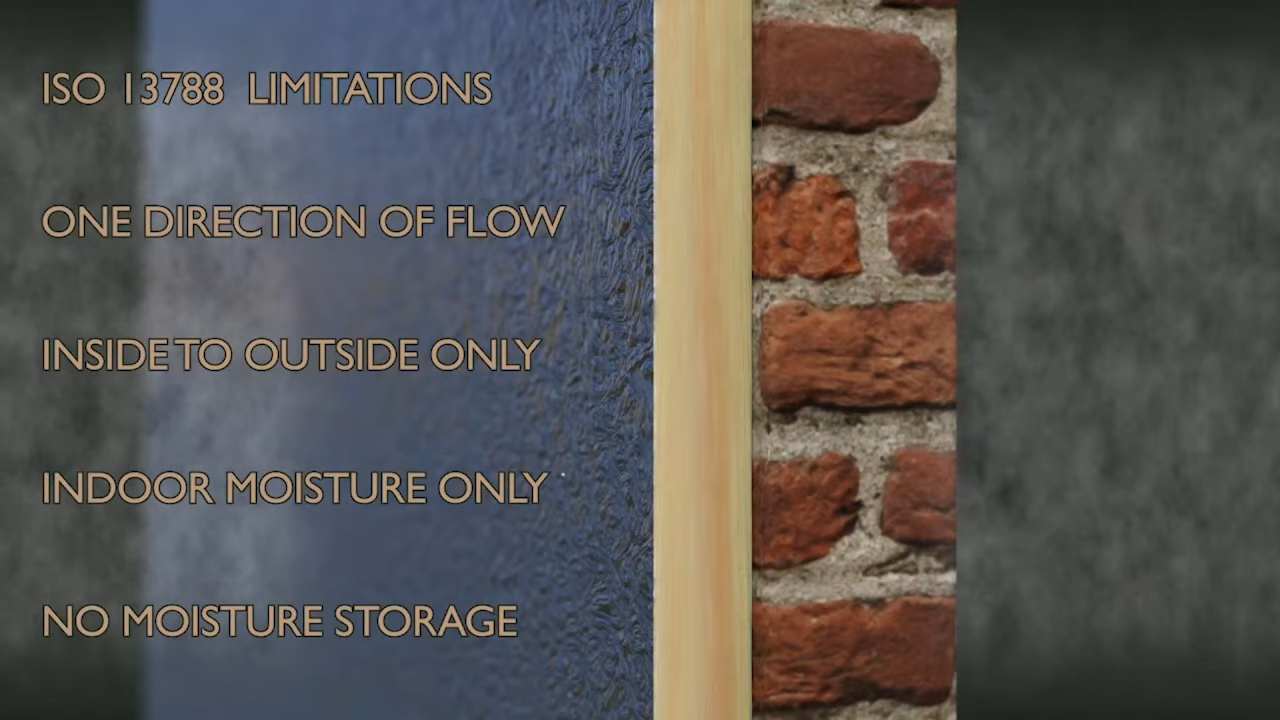 ISO 13788 LIMITATIONS
ONE DIRECTION OF FLOW
INSIDE TO OUTSIDE ONLY
INDOOR MOISTURE ONLY
NO MOISTURE STORAGE